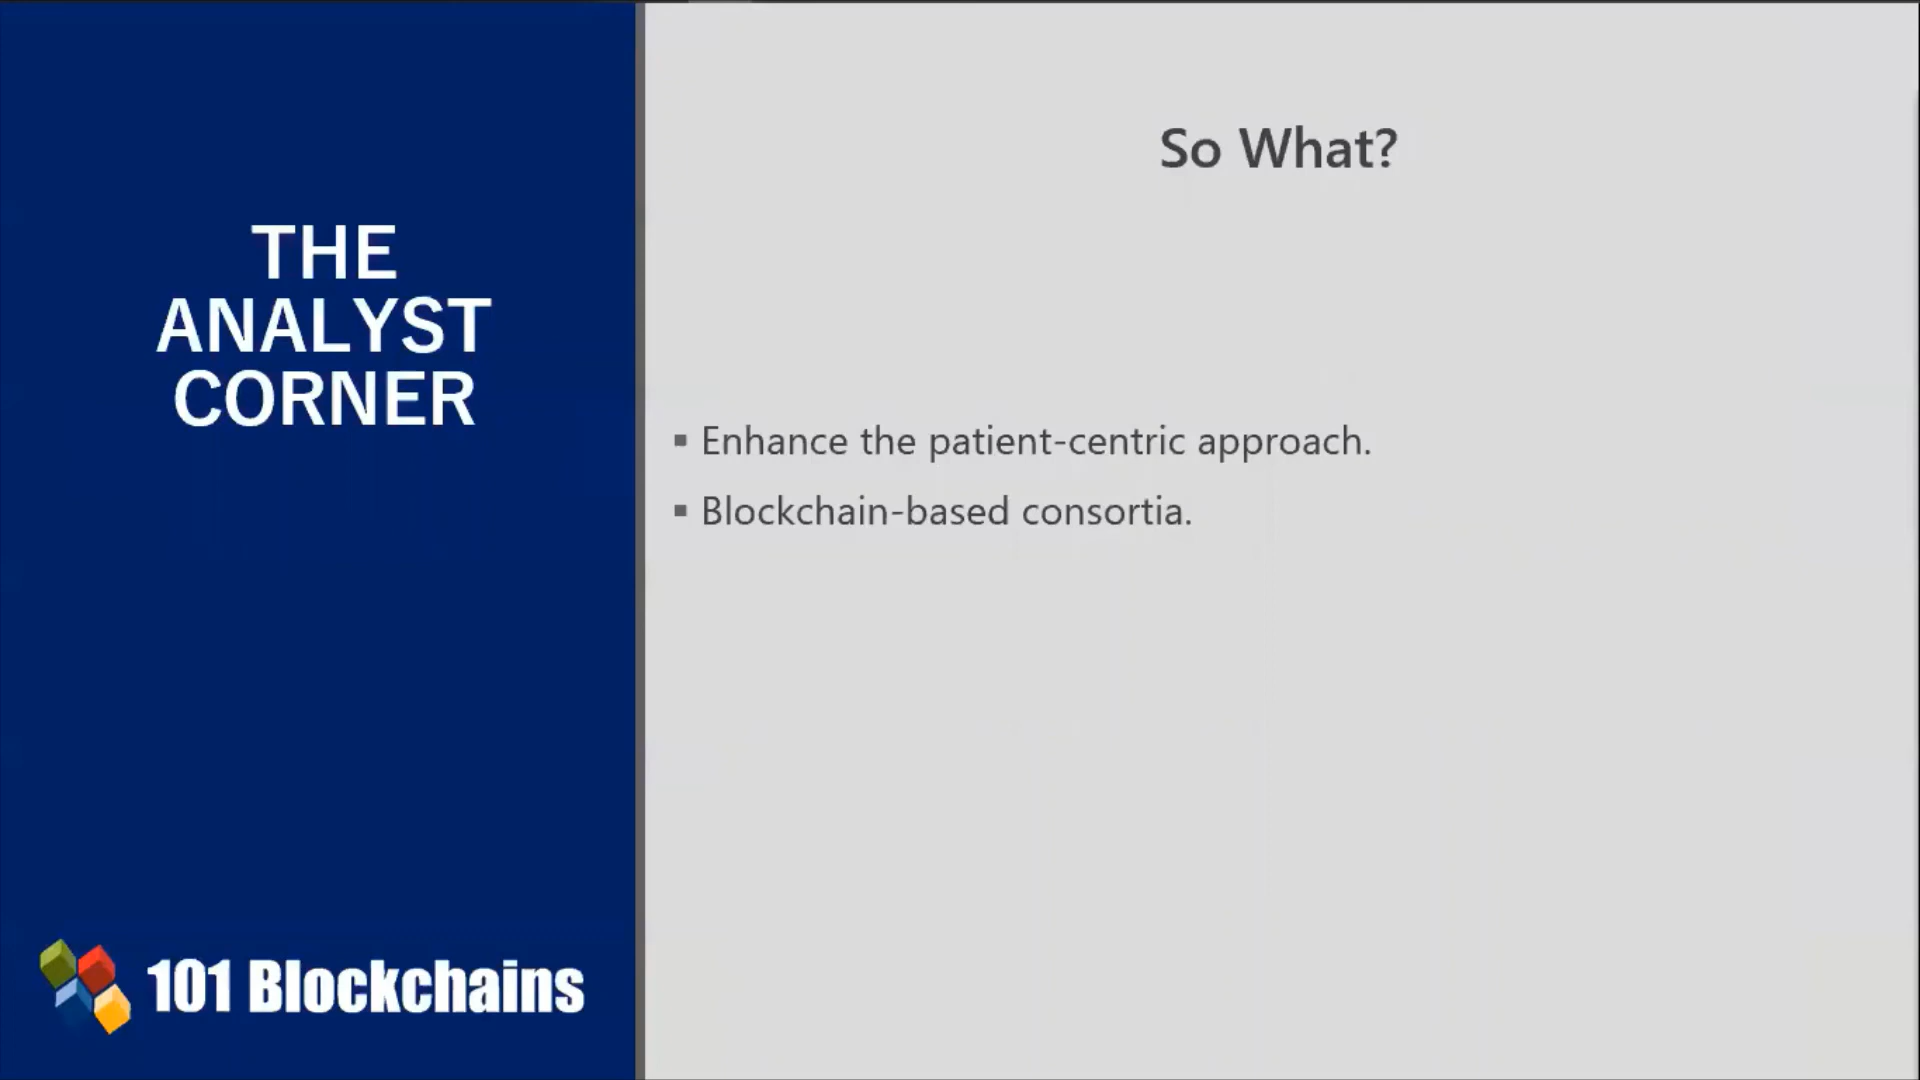 THE
ANALYST
CORNER
101 Blockchains
So What?
▪ Enhance the patient-centric approach.
▪ Blockchain-based consortia.